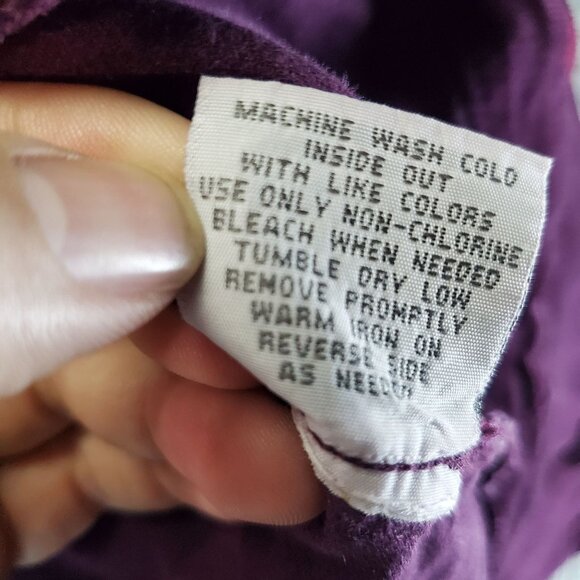 MACHINE WASH COLD
INSIDE OUT
WITH LIKE COLORS
USE ONLY NON-CHLORINE
BLEACH WHEN NEEDED
TUMBLE DRY LOW
REMOVE PROMPTLY
WARM IRON ON
REVERSE SIDE
AS NEEDED